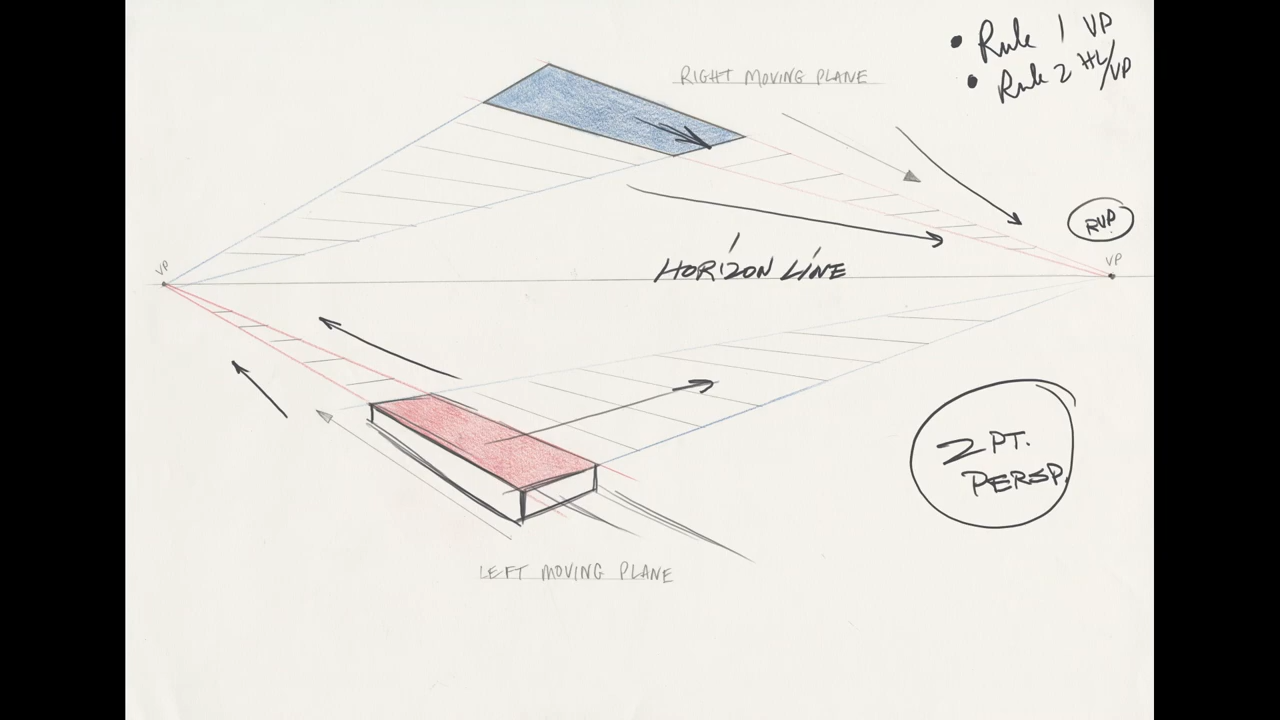 • Rule 1 VP
• Rule 2 HL/VP
RIGHT MOVING PLANE
RVP
VP
HORIZON LINE
VP
2 PT.
PERSP.
LEFT MOVING PLANE